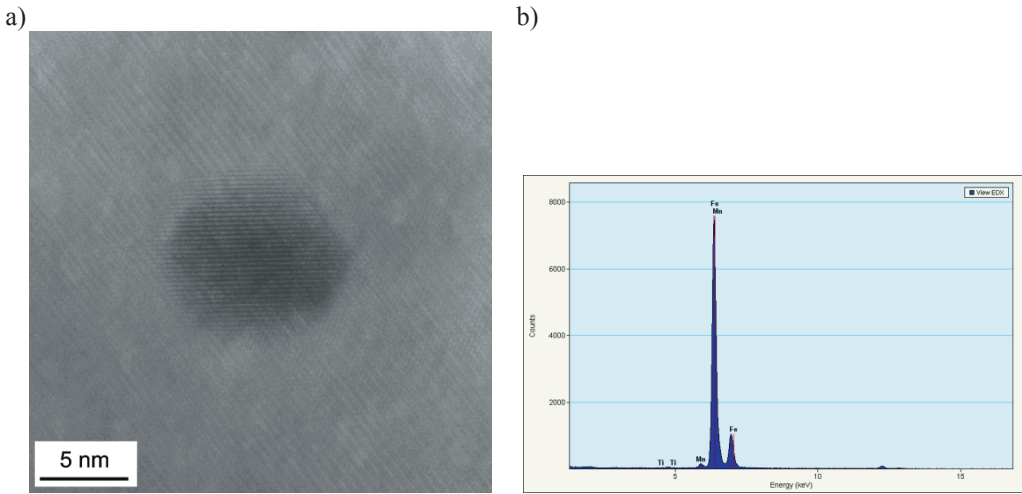 a)
b)
5 nm
View EDX
Fe
Mn
Fe
Ti Ti
Mn
8000
6000
4000
2000
Counts
5
10
15
Energy (keV)